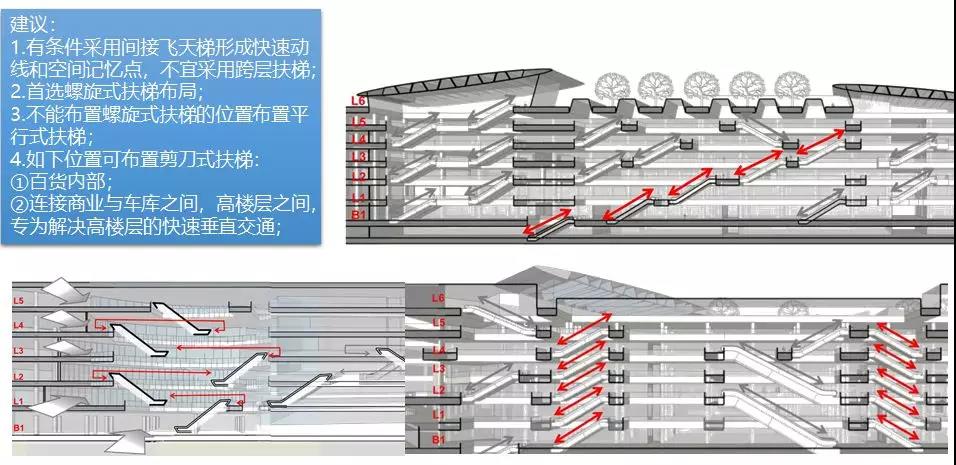 建议：
1.有条件采用间接飞天梯形成快速动
线和空间记忆点，不宜采用跨层扶梯；
2.首选螺旋式扶梯布局；
3.不能布置螺旋式扶梯的位置布置平
行式扶梯；
4.如下位置可布置剪刀式扶梯：
①百货内部；
②连接商业与车库之间，高楼层之间，
专为解决高楼层的快速垂直交通；
L6
L5
L4
L3
L2
L1
B1
L5
L4
L3
L2
L1
B1
L6
L5
L4
L3
L2
L1
B1